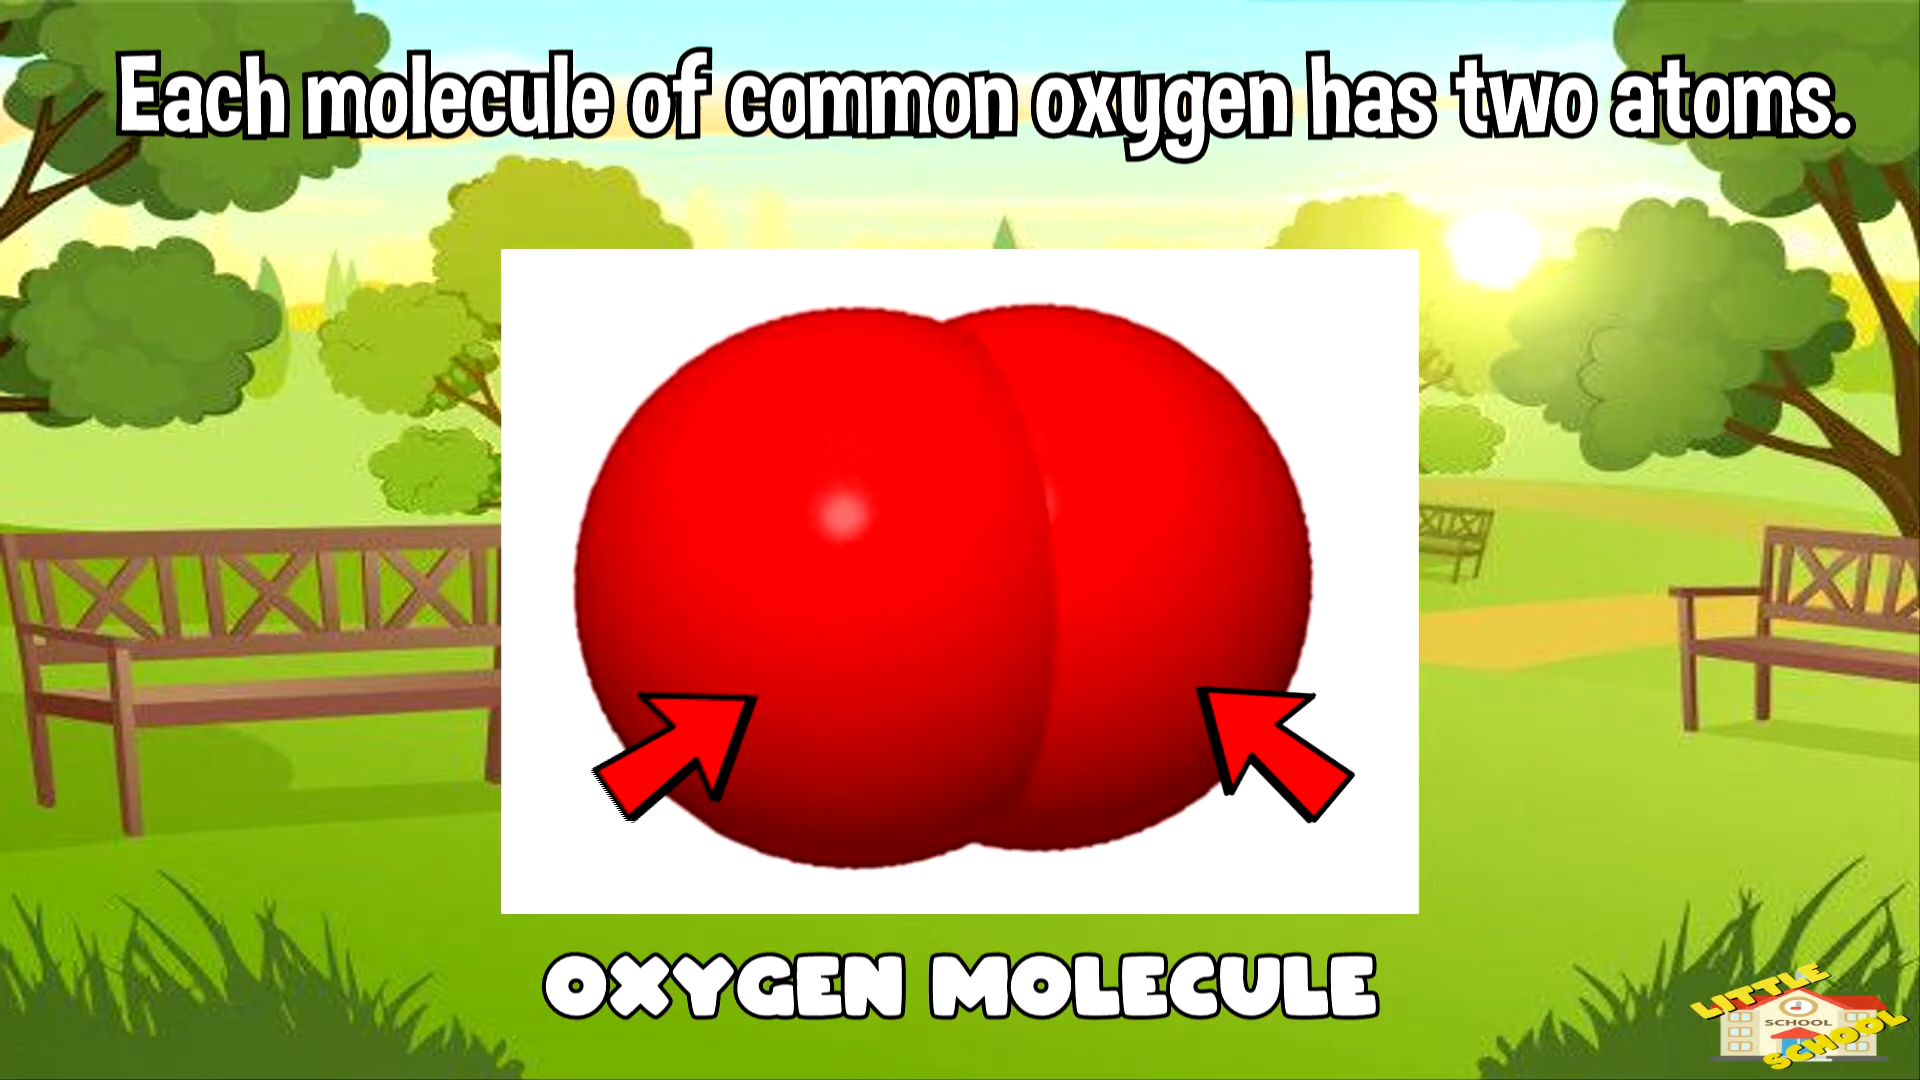 Each molecule of common oxygen has two atoms.
OXYGEN MOLECULE
LITTLE
SCHOOL
SCHOOL